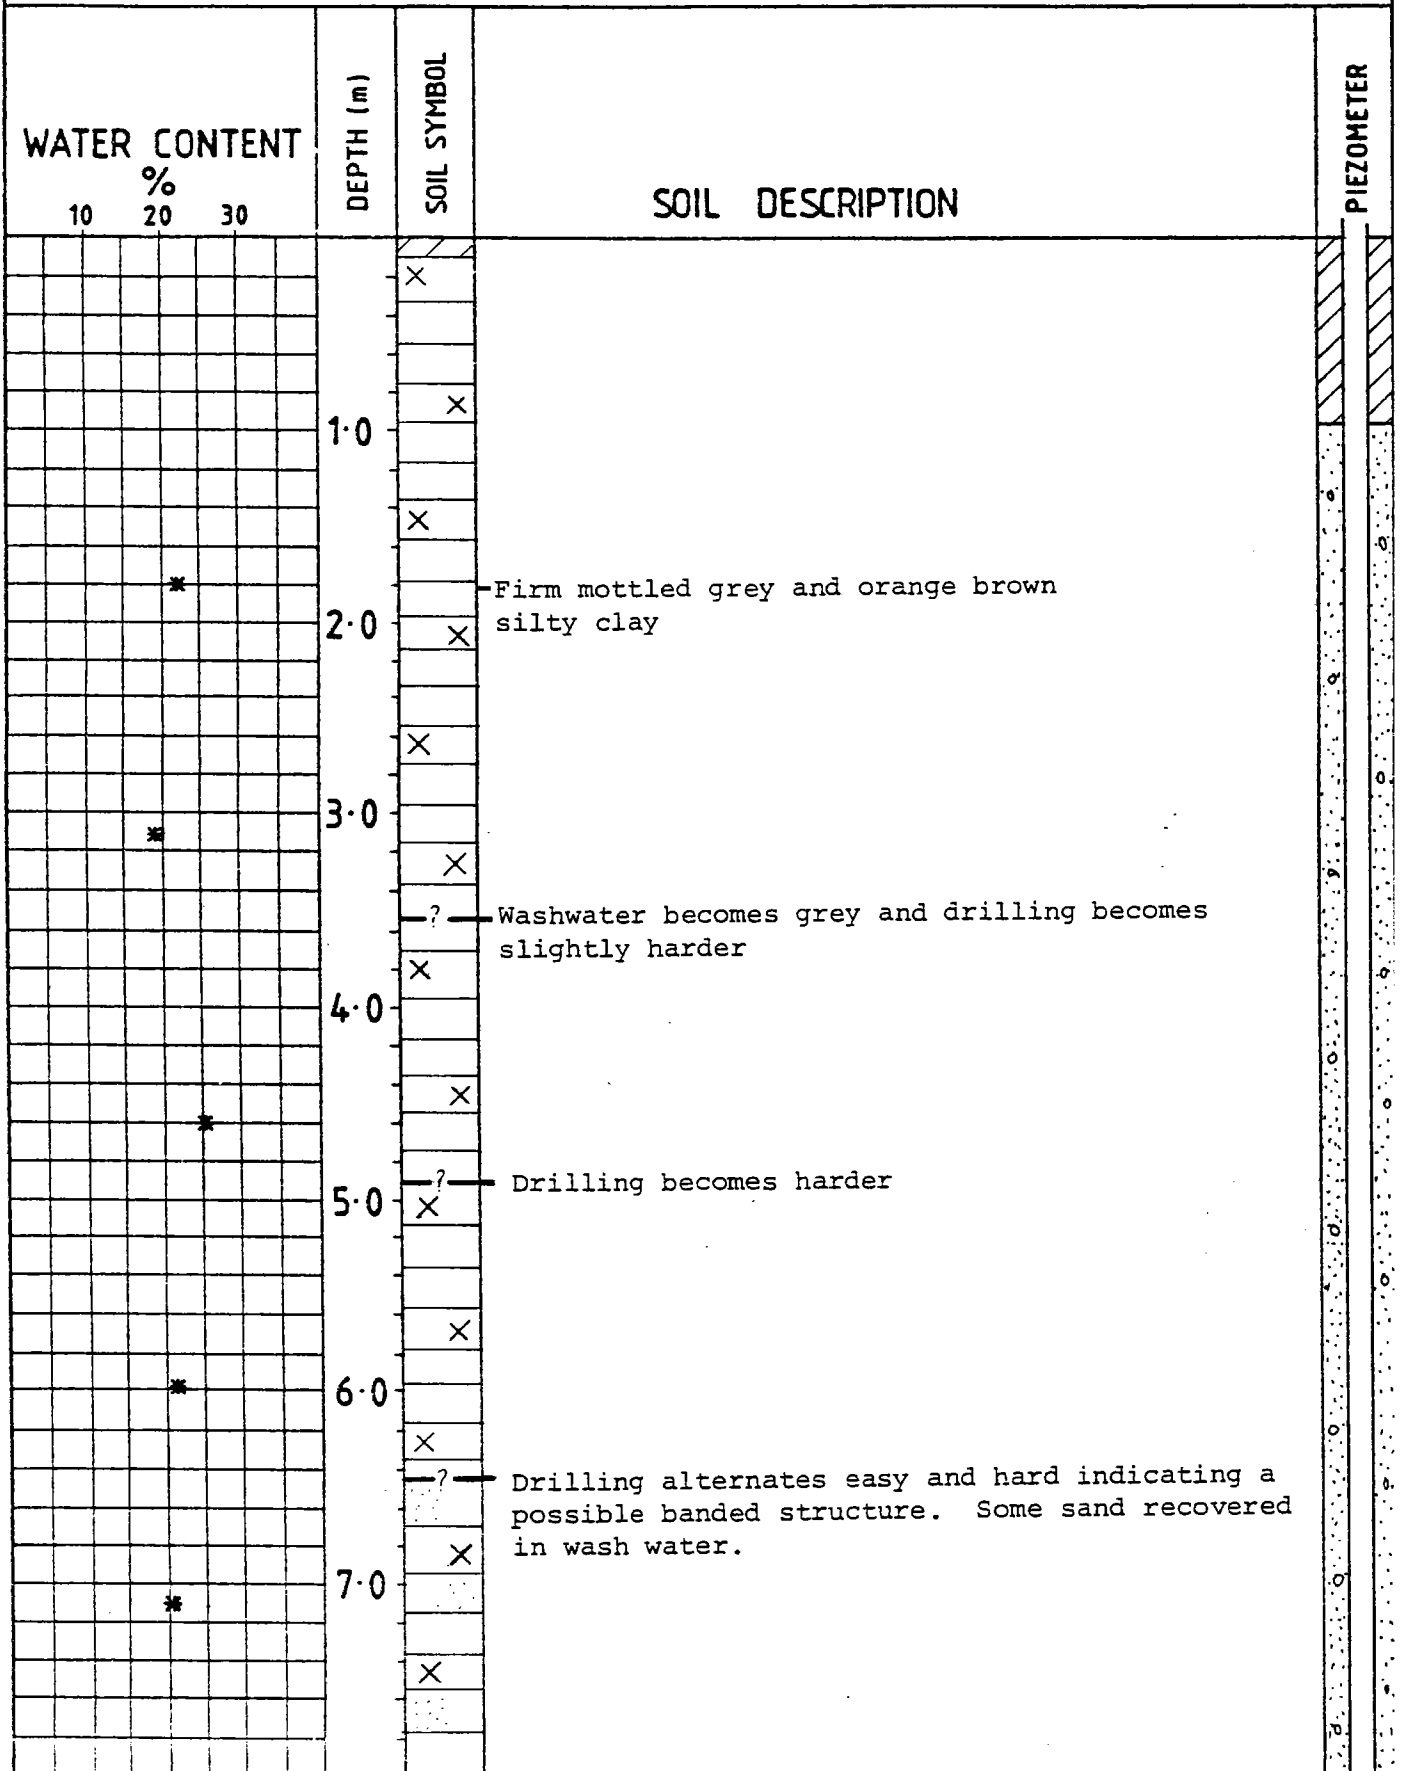 WATER CONTENT
%
10 20 30
DEPTH (m)
SOIL SYMBOL
SOIL DESCRIPTION
PIEZOMETER
1·0
Firm mottled grey and orange brown
2·0
silty clay
3·0
?
Washwater becomes grey and drilling becomes
slightly harder
4·0
?
Drilling becomes harder
5·0
6·0
?
Drilling alternates easy and hard indicating a
possible banded structure. Some sand recovered
in wash water.
7·0